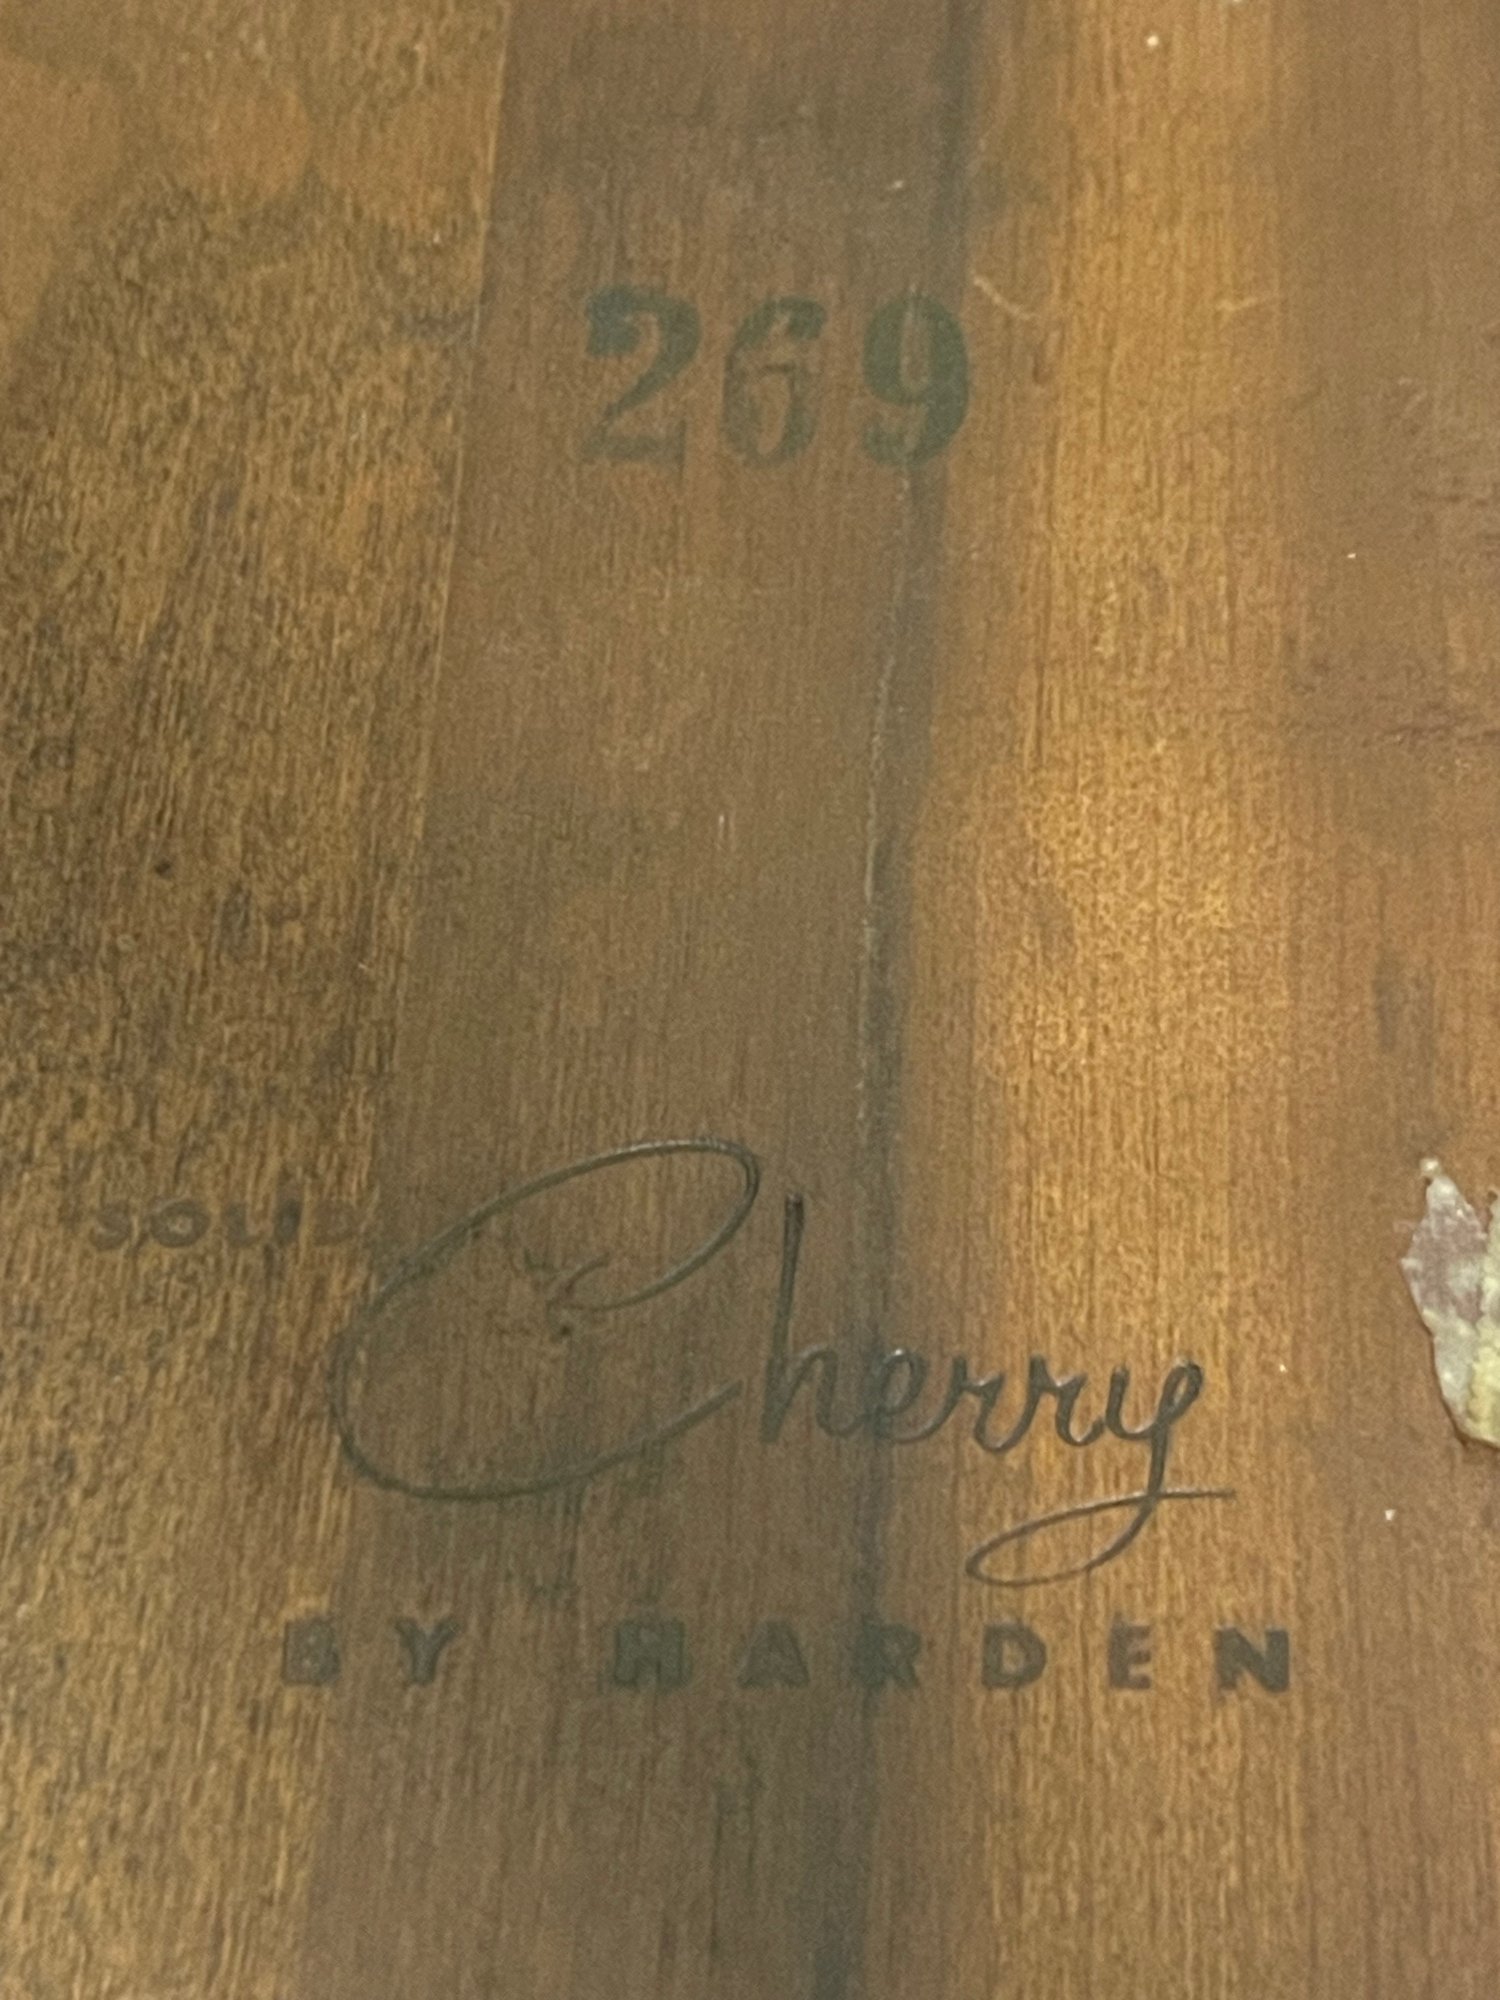 269
SOLID
Cherry
BY HARDEN